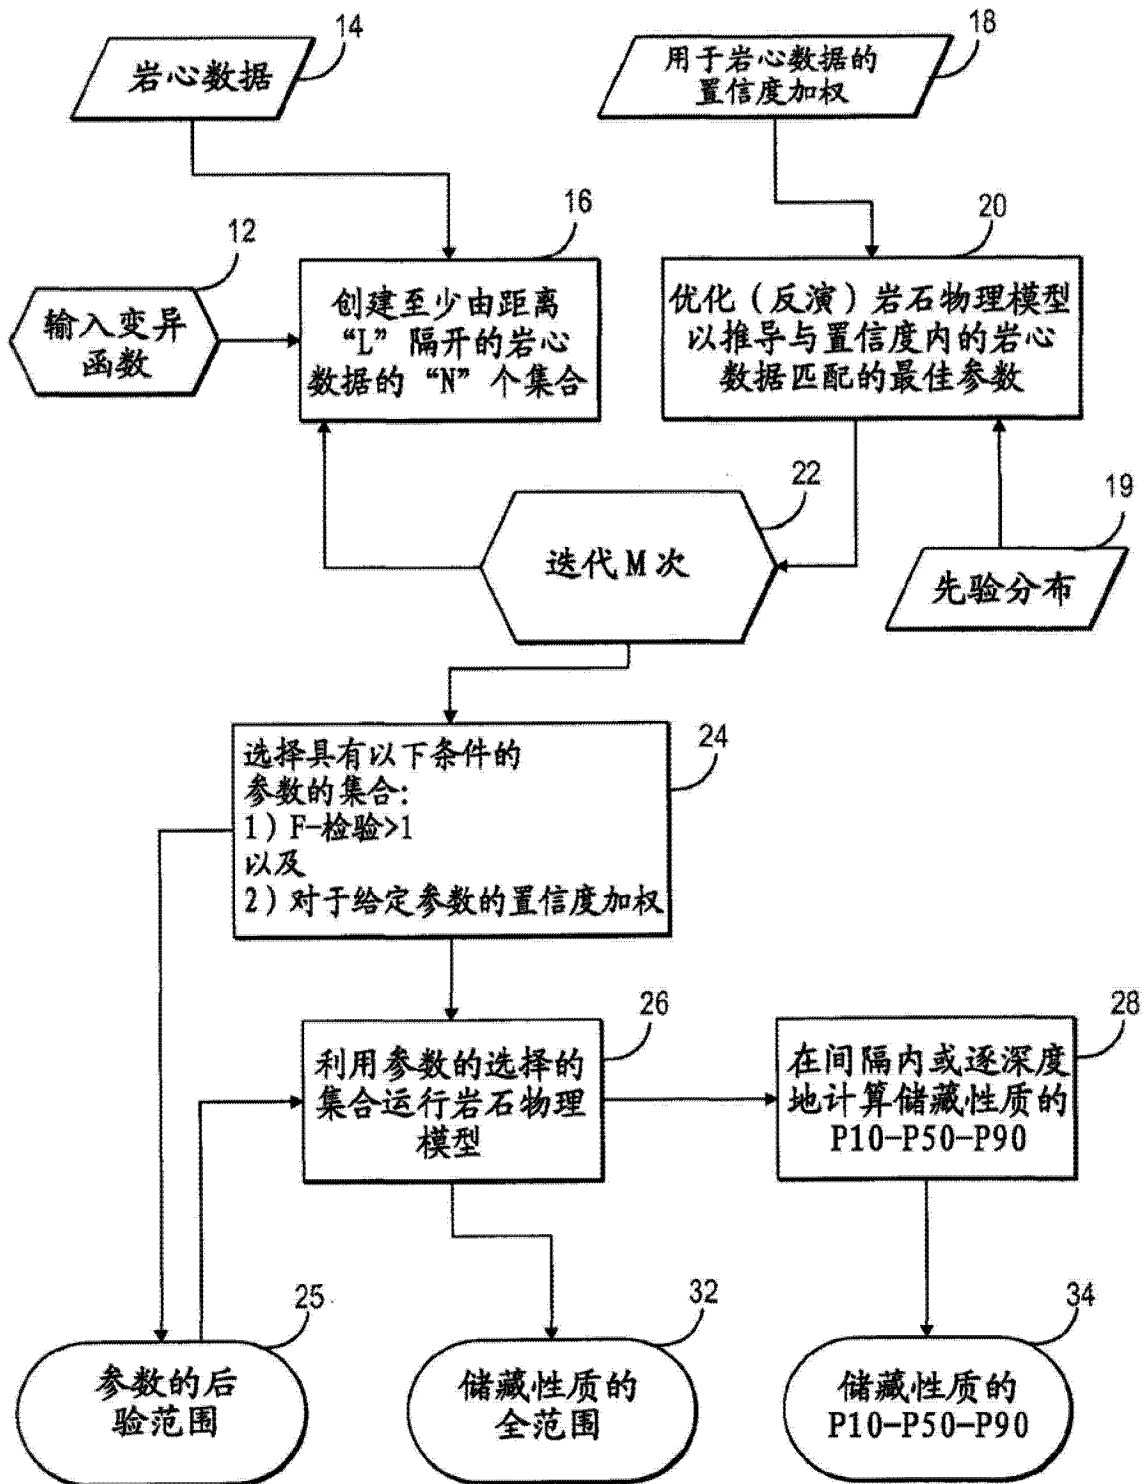 14
岩心数据
18
用于岩心数据的
置信度加权
12
输入变异
函数
16
创建至少由距离
“L”隔开的岩心
数据的“N”个集合
20
优化（反演）岩石物理模型
以推导与置信度内的岩心
数据匹配的最佳参数
22
迭代M次
19
先验分布
24
选择具有以下条件的
参数的集合:
1）F-检验>1
以及
2）对于给定参数的置信度加权
26
利用参数的选择的
集合运行岩石物理
模型
28
在间隔内或逐深度
地计算储藏性质的
P10-P50-P90
25
参数的后
验范围
32
储藏性质的
全范围
34
储藏性质的
P10-P50-P90